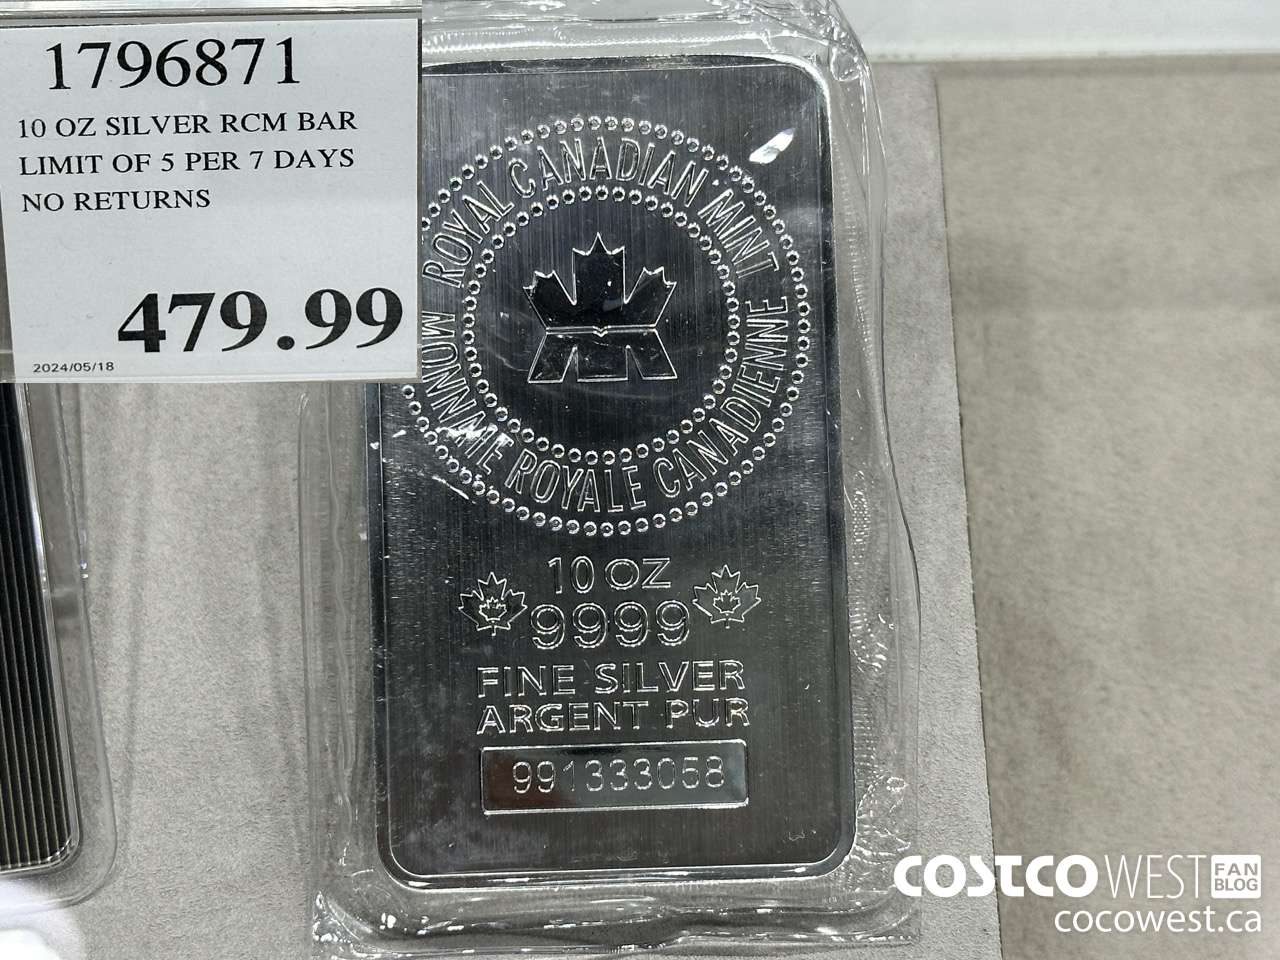 1796871
10 OZ SILVER RCM BAR
LIMIT OF 5 PER 7 DAYS
NO RETURNS
479.99
2024/05/18
ROYAL CANADIAN MINT
MONNAIE ROYALE CANADIENNE
10 OZ
9999
FINE SILVER
ARGENT PUR
991333058
COSTCO WEST FAN BLOG
cocowest.ca